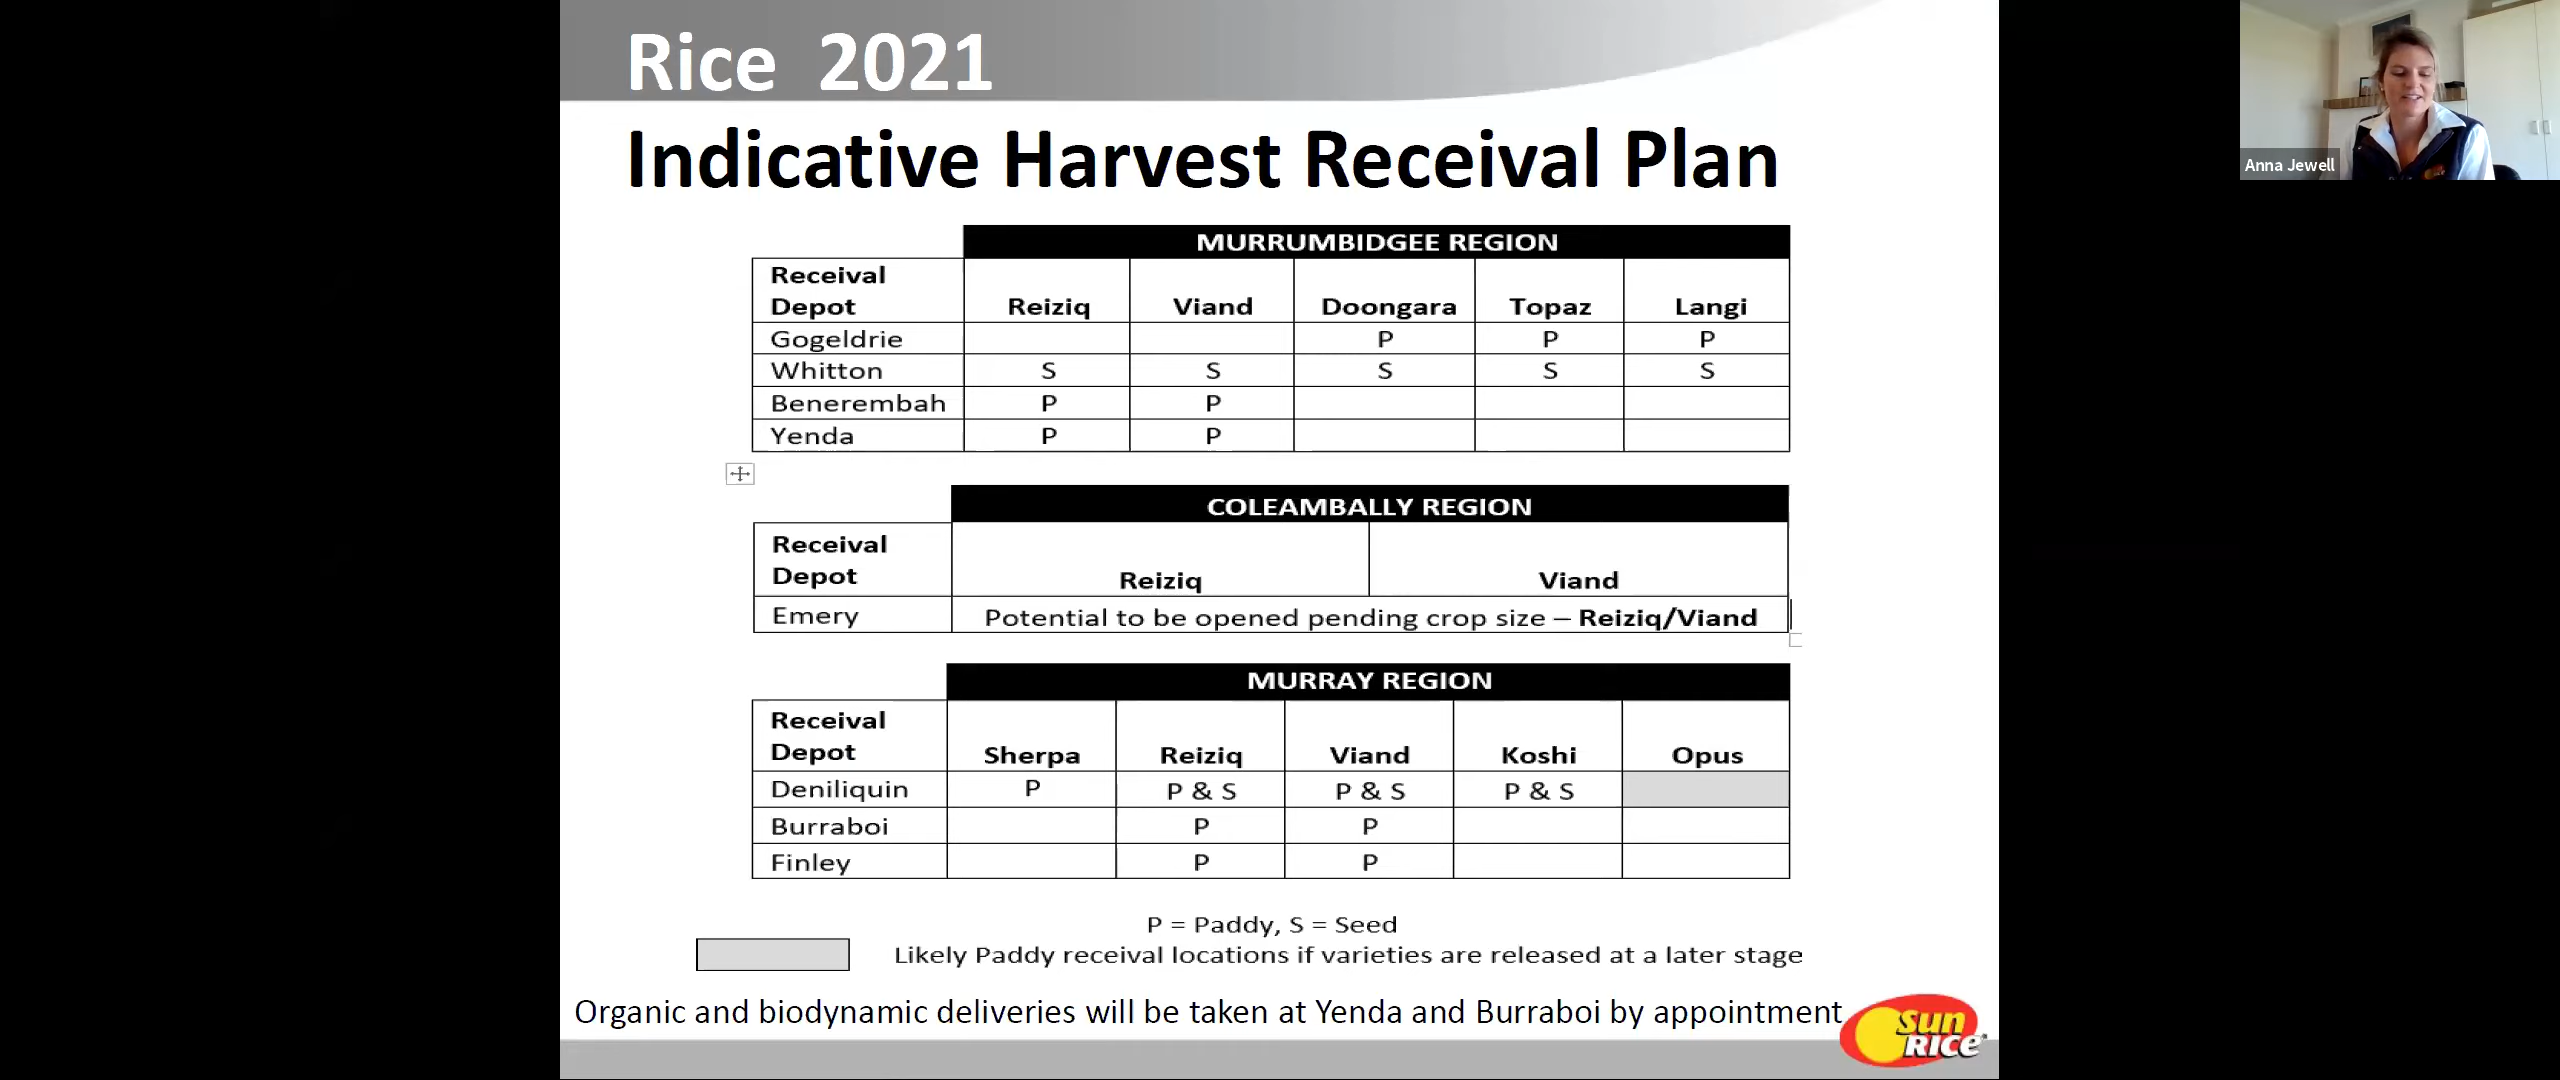 Rice 2021
Indicative Harvest Receival Plan
Anna Jewell
MURRUMBIDGEE REGION
Receival Depot Reiziq Viand Doongara Topaz Langi
Gogeldrie P P P
Whitton S S S S S
Benerembah P P
Yenda P P
COLEAMBALLY REGION
Receival Depot Reiziq Viand
Emery Potential to be opened pending crop size – Reiziq/Viand
MURRAY REGION
Receival Depot Sherpa Reiziq Viand Koshi Opus
Deniliquin P P & S P & S P & S
Burraboi P P
Finley P P
P = Paddy, S = Seed
Likely Paddy receival locations if varieties are released at a later stage
Organic and biodynamic deliveries will be taken at Yenda and Burraboi by appointment
Sun
RICE